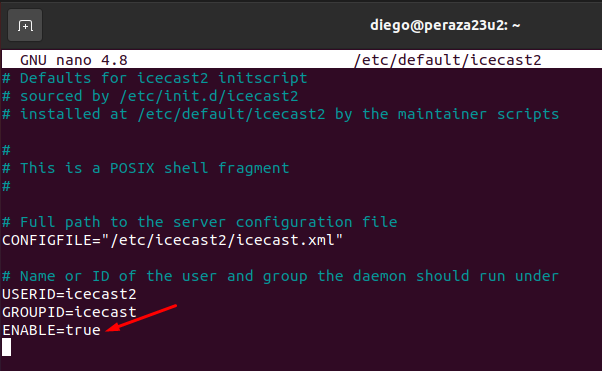 diego@peraza23u2: ~
GNU nano 4.8 /etc/default/icecast2
# Defaults for icecast2 initscript
# sourced by /etc/init.d/icecast2
# installed at /etc/default/icecast2 by the maintainer scripts
#
# This is a POSIX shell fragment
#
# Full path to the server configuration file
CONFIGFILE="/etc/icecast2/icecast.xml"
# Name or ID of the user and group the daemon should run under
USERID=icecast2
GROUPID=icecast
ENABLE=true